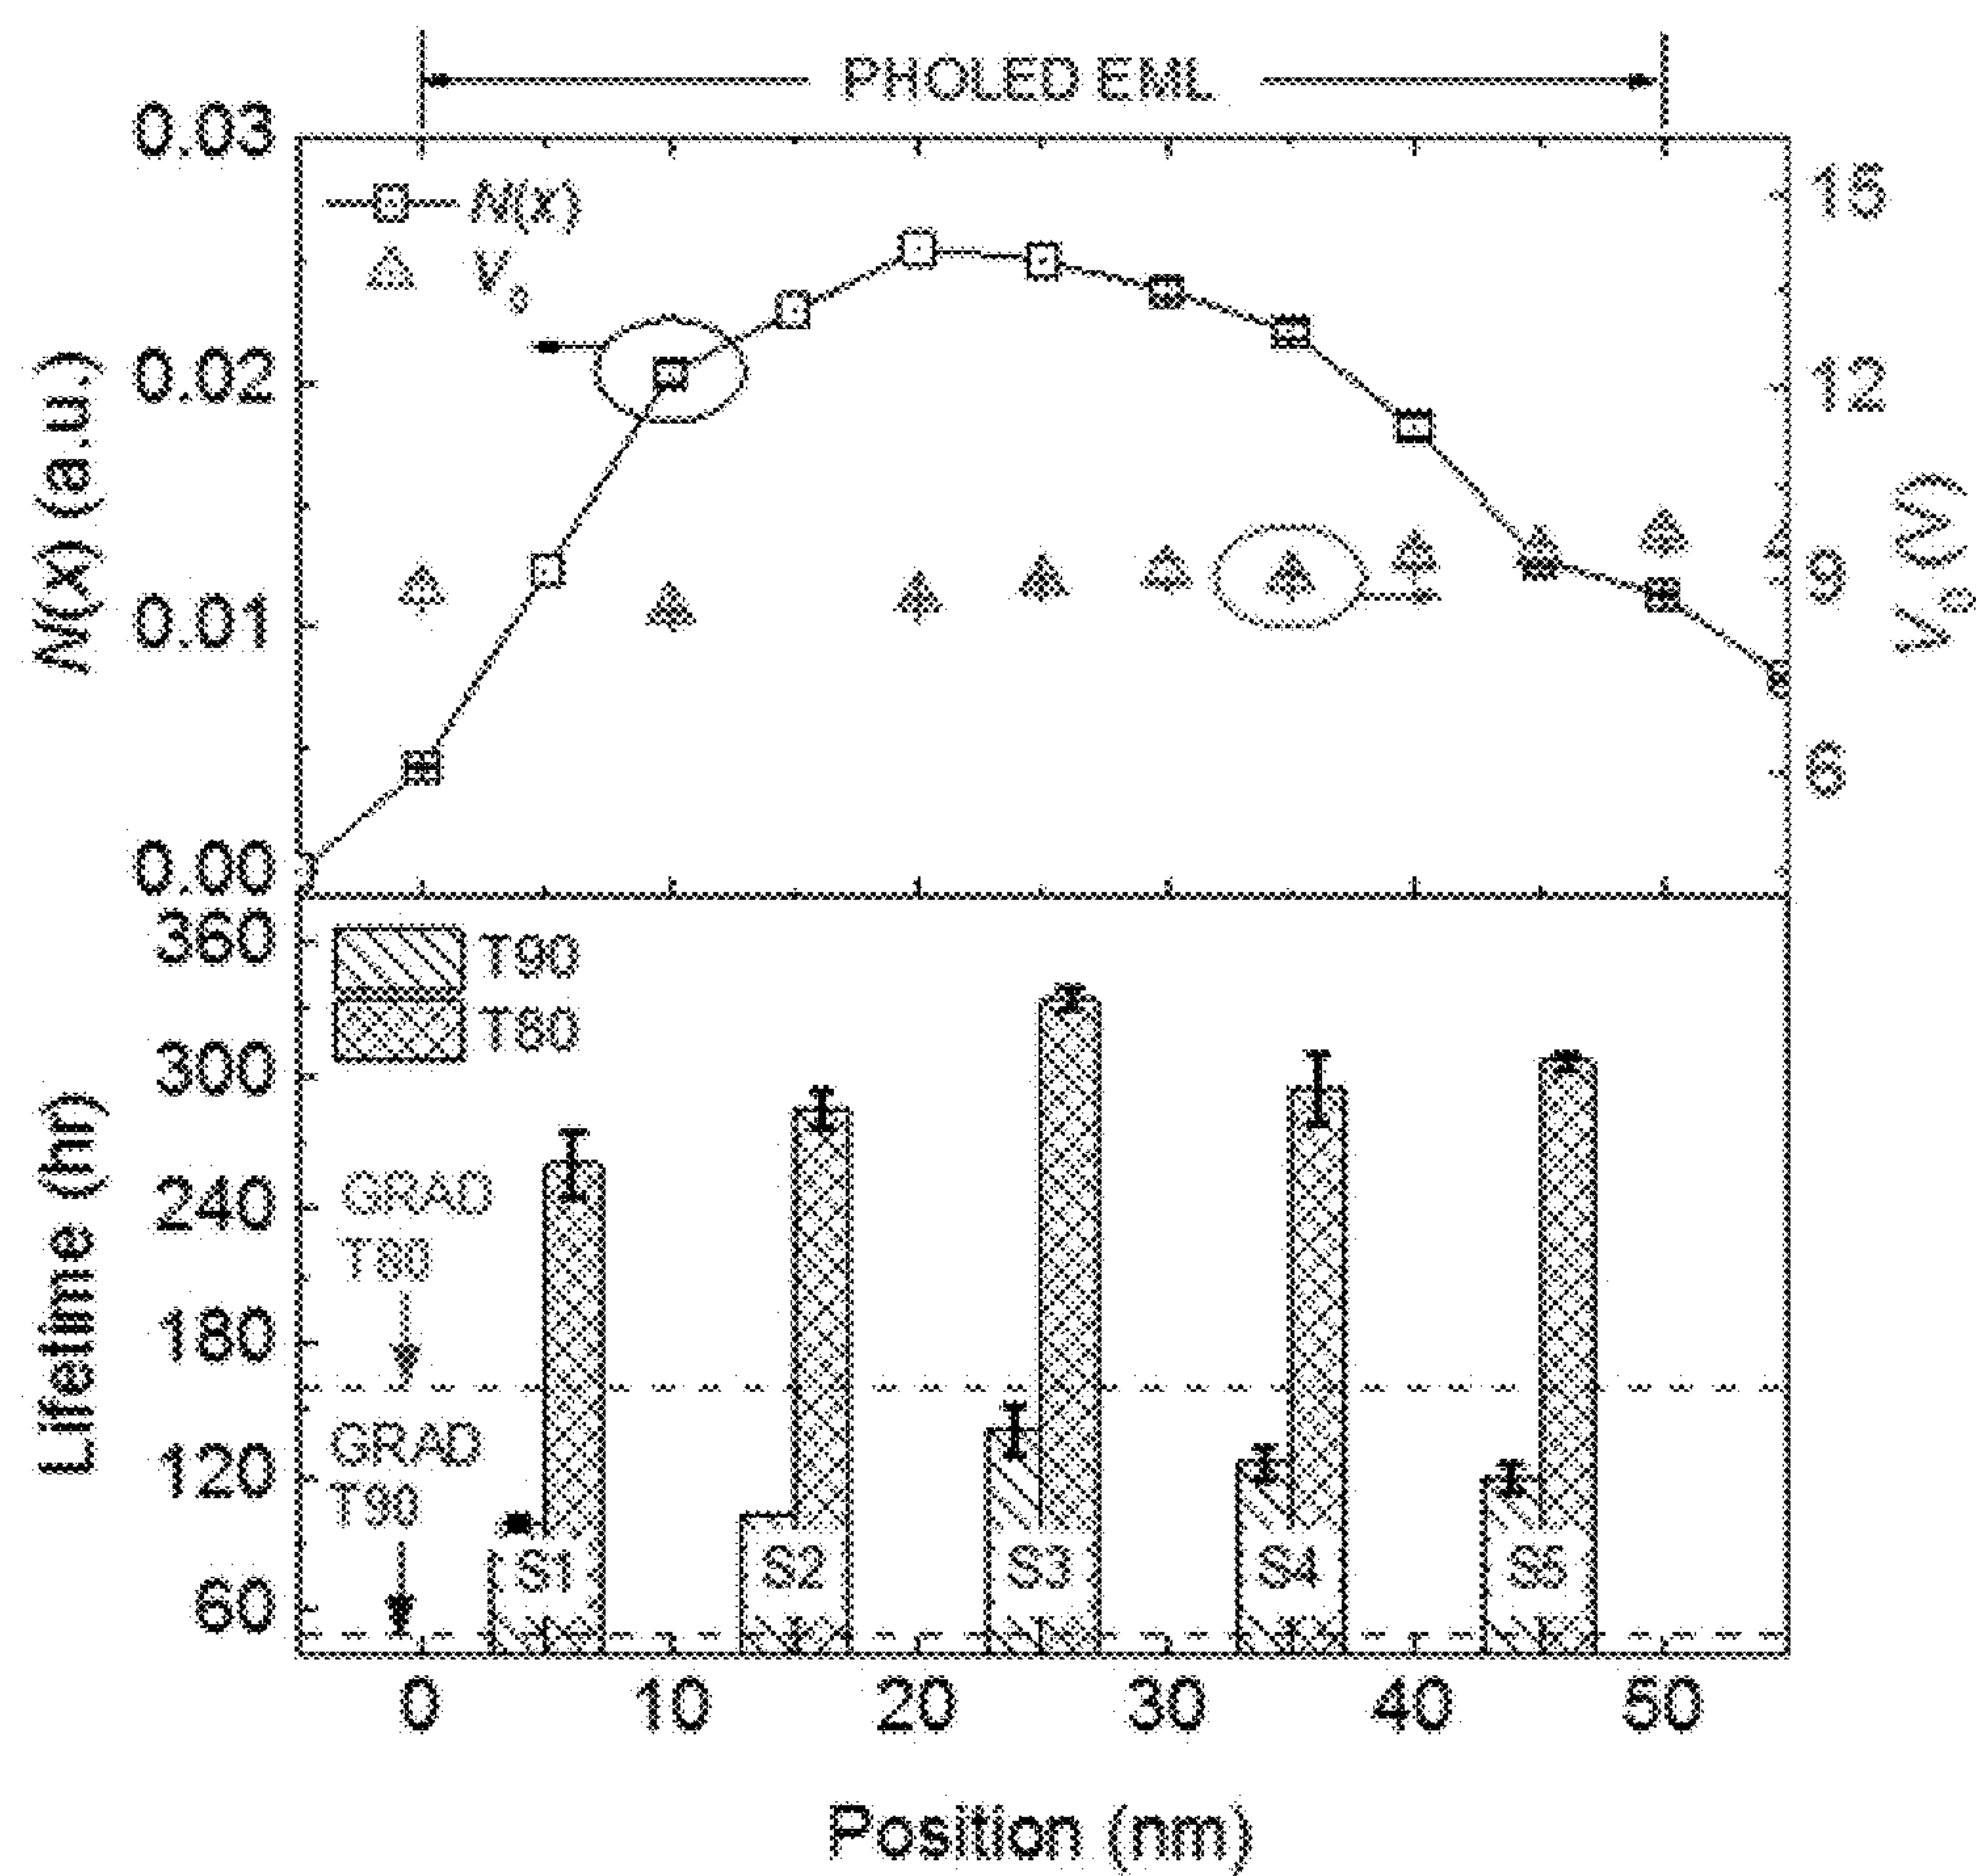 PHOLED EML
0.03
0.02
0.01
0.00
N(x) (a.u.)
N(x)
V₀
15
12
9
6
V₀ (V)
360
300
240
180
120
60
Lifetime (hr)
T90
T80
GRAD
T80
GRAD
T90
S1
S2
S3
S4
S5
0
10
20
30
40
50
Position (nm)